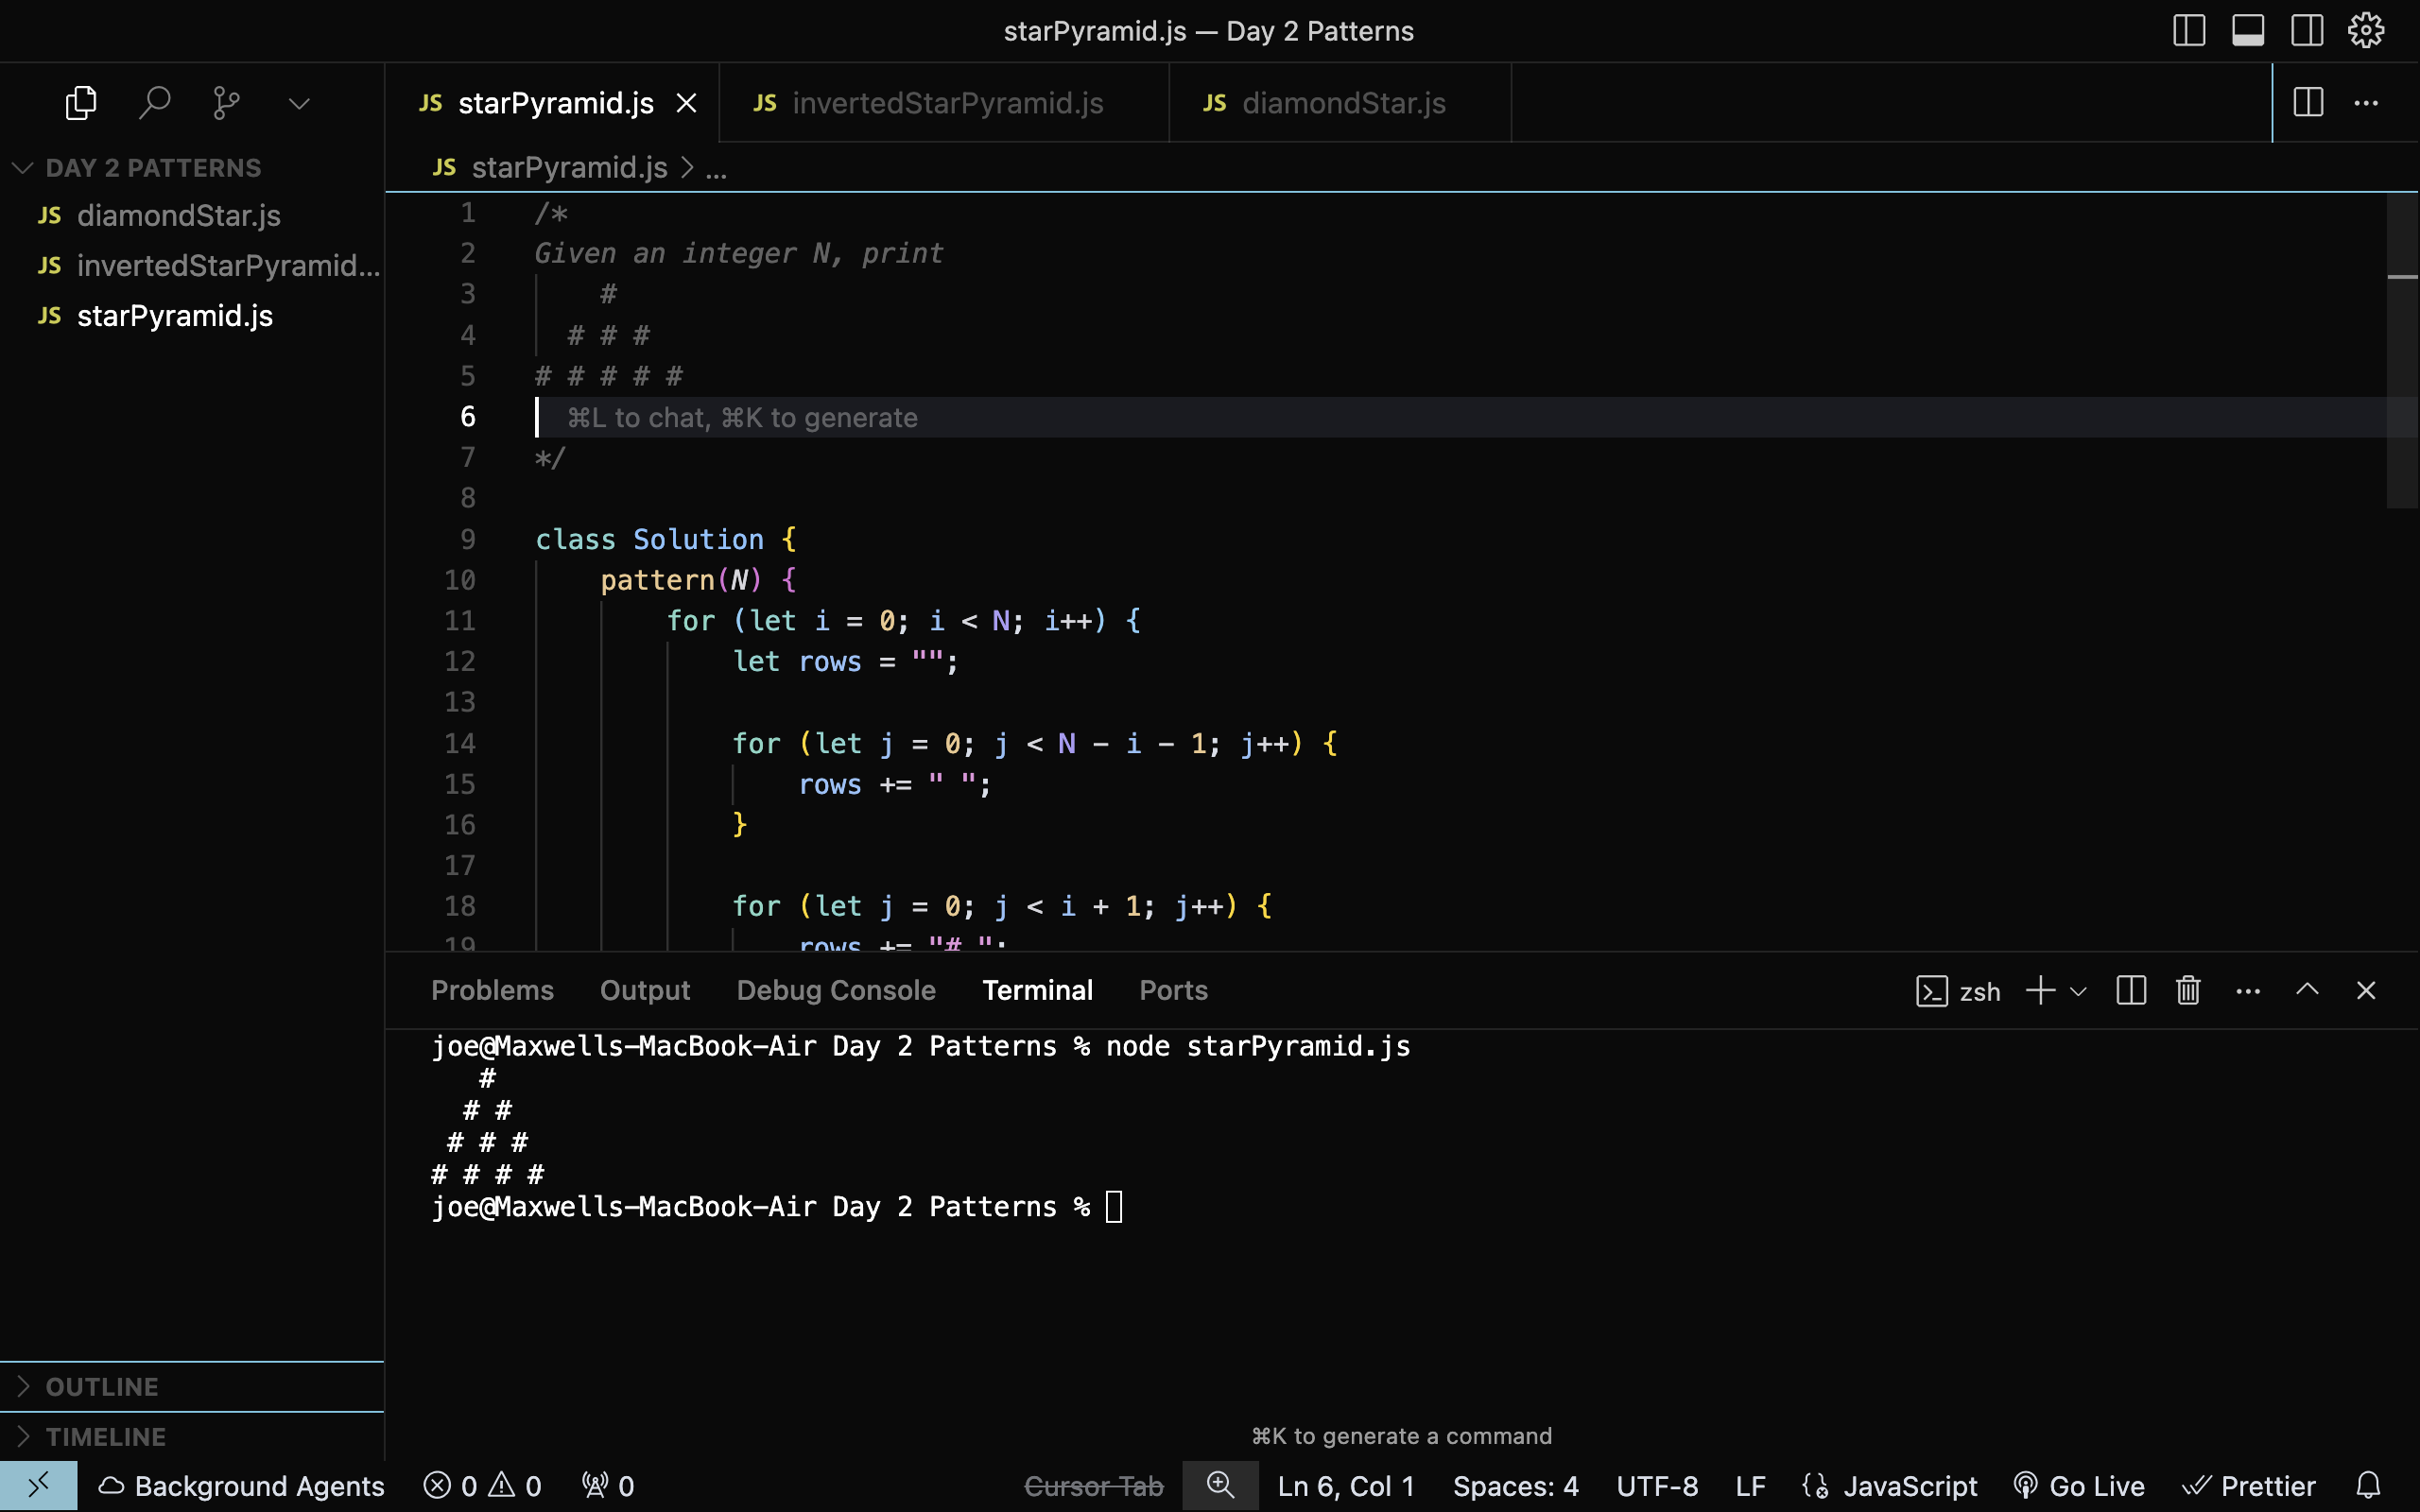 starPyramid.js — Day 2 Patterns
JS starPyramid.js
JS invertedStarPyramid.js
JS diamondStar.js
DAY 2 PATTERNS
JS diamondStar.js
JS invertedStarPyramid...
JS starPyramid.js
JS starPyramid.js > ...
1 /*
2 Given an integer N, print
3     #
4   # # #
5 # # # # #
6 ⌘L to chat, ⌘K to generate
7 */
8
9 class Solution {
10     pattern(N) {
11         for (let i = 0; i < N; i++) {
12             let rows = "";
13
14             for (let j = 0; j < N - i - 1; j++) {
15                 rows += " ";
16             }
17
18             for (let j = 0; j < i + 1; j++) {
19                 rows += "# ";
Problems Output Debug Console Terminal Ports
zsh
joe@Maxwells-MacBook-Air Day 2 Patterns % node starPyramid.js
   #
  # #
 # # #
# # # #
joe@Maxwells-MacBook-Air Day 2 Patterns %
OUTLINE
TIMELINE
⌘K to generate a command
Background Agents 0 0 0 Cursor Tab Ln 6, Col 1 Spaces: 4 UTF-8 LF JavaScript Go Live Prettier